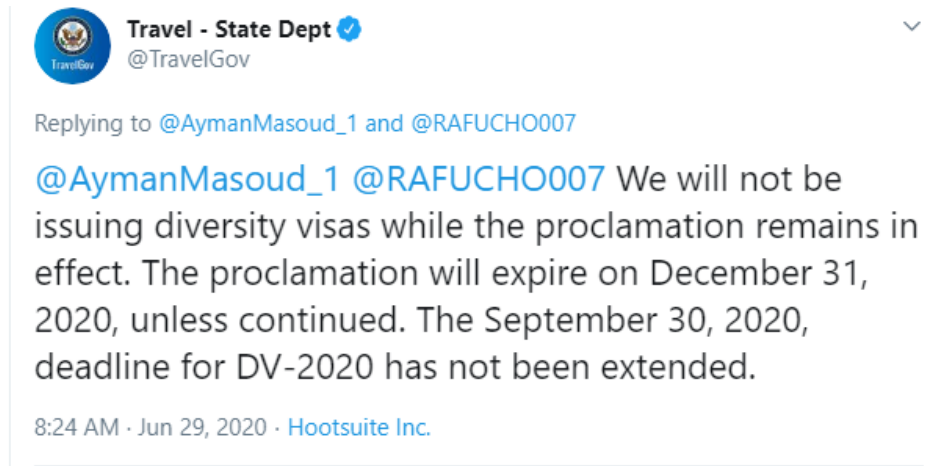 Travel - State Dept
TravelGov
@TravelGov
Replying to @AymanMasoud_1 and @RAFUCHO007
@AymanMasoud_1 @RAFUCHO007 We will not be
issuing diversity visas while the proclamation remains in
effect. The proclamation will expire on December 31,
2020, unless continued. The September 30, 2020,
deadline for DV-2020 has not been extended.
8:24 AM · Jun 29, 2020 · Hootsuite Inc.